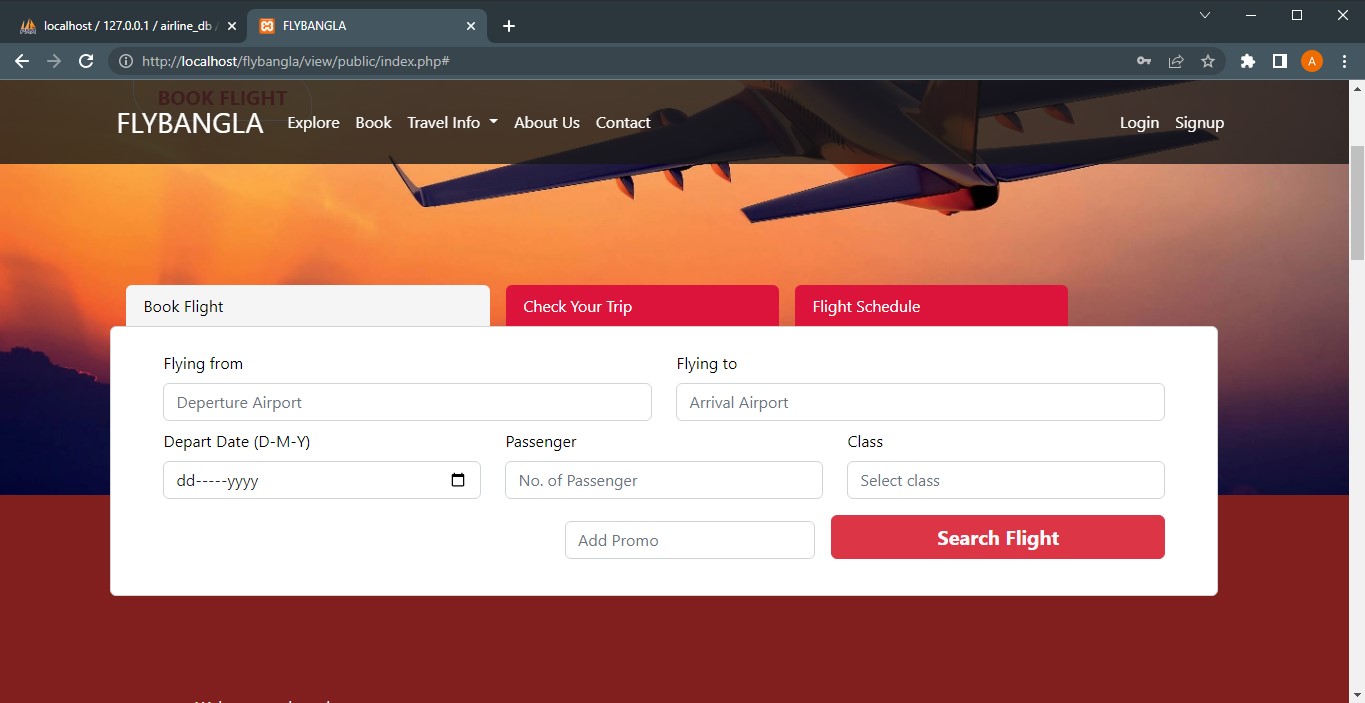 localhost / 127.0.0.1 / airline_db /
FLYBANGLA
http://localhost/flybangla/view/public/index.php#
A
BOOK FLIGHT
FLYBANGLA Explore Book Travel Info About Us Contact Login Signup
Book Flight Check Your Trip Flight Schedule
Flying from Flying to
Deperture Airport Arrival Airport
Depart Date (D-M-Y) Passenger Class
dd-----yyyy No. of Passenger Select class
Add Promo Search Flight